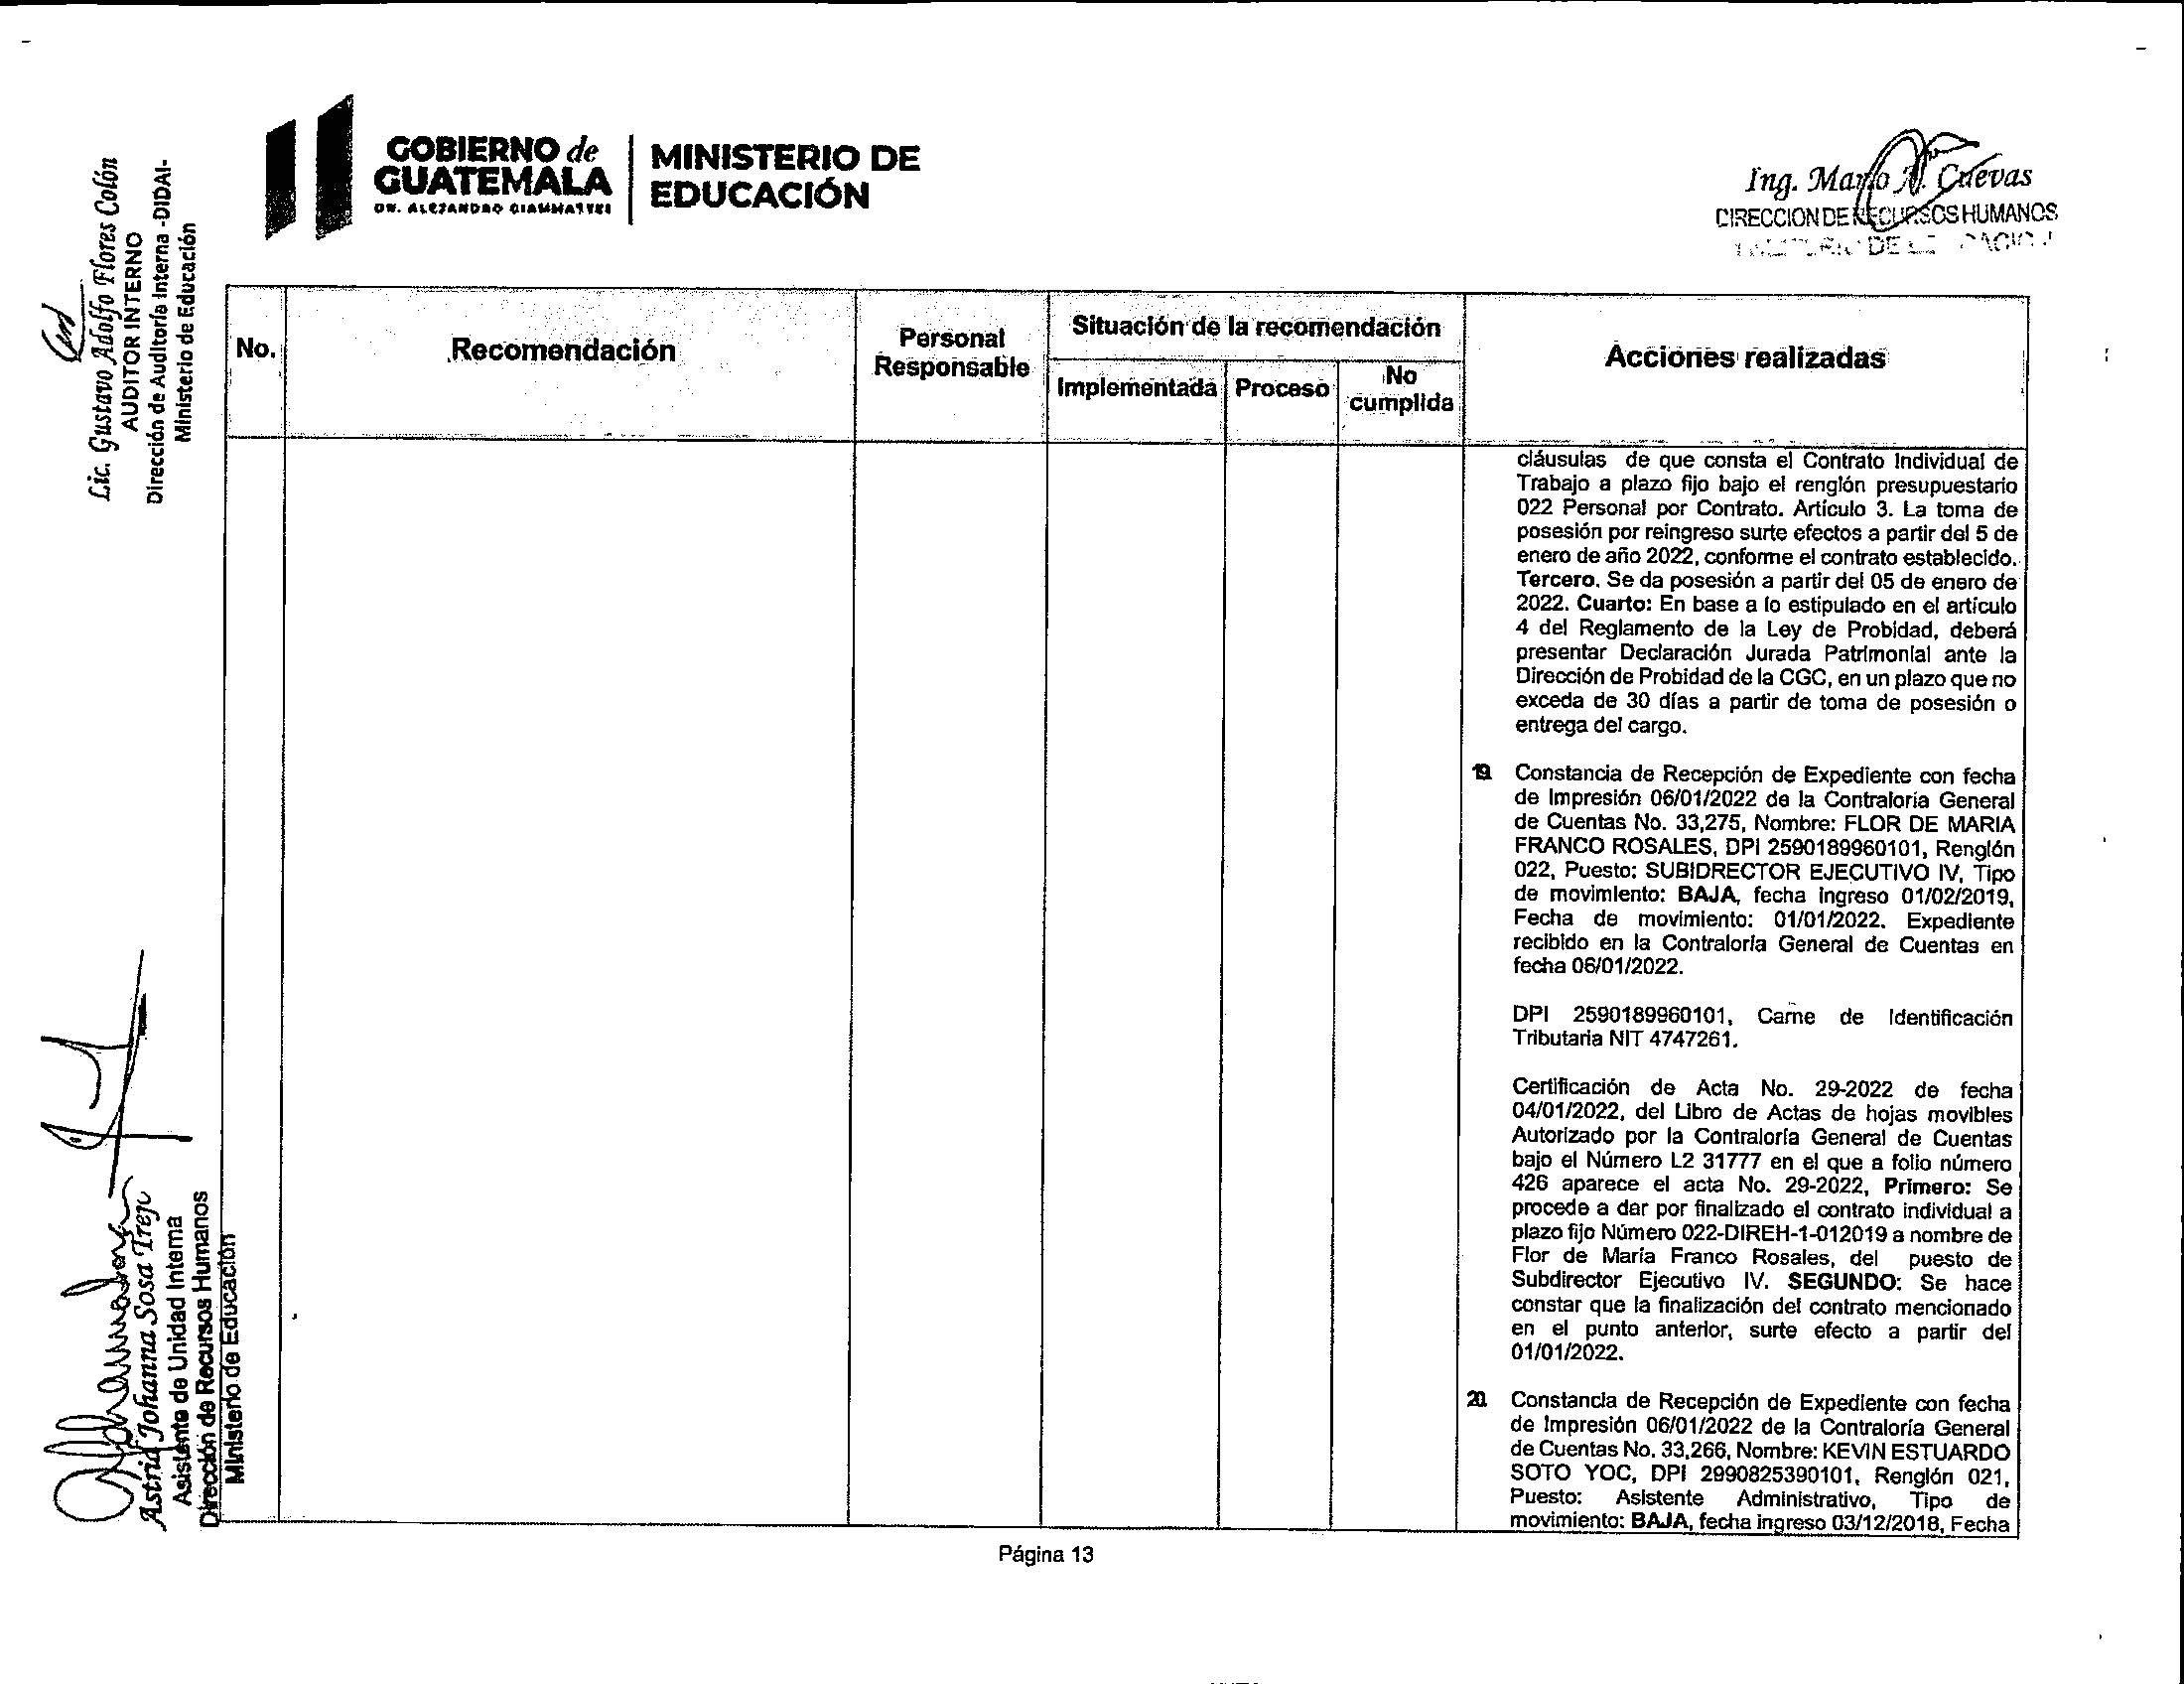 GOBIERNO de
GUATEMALA
DR. ALEJANDRO GIAMMATTEI
MINISTERIO DE
EDUCACIÓN
Ing. Mario N. Cuevas
DIRECCION DE RECURSOS HUMANOS
Lic. Gustavo Adolfo Flores Colón
AUDITOR INTERNO
Dirección de Auditoría Interna -DIDAI-
Ministerio de Educación
No.
Recomendación
Personal
Responsable
Situación de la recomendación
Implementada
Proceso
No
cumplida
Acciones realizadas
cláusulas de que consta el Contrato Individual de
Trabajo a plazo fijo bajo el renglón presupuestario
022 Personal por Contrato. Artículo 3. La toma de
posesión por reingreso surte efectos a partir del 5 de
enero de año 2022, conforme el contrato establecido.
Tercero. Se da posesión a partir del 05 de enero de
2022. Cuarto: En base a lo estipulado en el artículo
4 del Reglamento de la Ley de Probidad, deberá
presentar Declaración Jurada Patrimonial ante la
Dirección de Probidad de la CGC, en un plazo que no
exceda de 30 días a partir de toma de posesión o
entrega del cargo.
19. Constancia de Recepción de Expediente con fecha
de Impresión 06/01/2022 de la Contraloría General
de Cuentas No. 33,275, Nombre: FLOR DE MARIA
FRANCO ROSALES, DPI 2590189960101, Renglón
022, Puesto: SUBIDRECTOR EJECUTIVO IV, Tipo
de movimiento: BAJA, fecha ingreso 01/02/2019,
Fecha de movimiento: 01/01/2022. Expediente
recibido en la Contraloría General de Cuentas en
fecha 06/01/2022.
DPI 2590189960101, Carne de Identificación
Tributaria NIT 4747261.
Certificación de Acta No. 29-2022 de fecha
04/01/2022, del Libro de Actas de hojas movibles
Autorizado por la Contraloría General de Cuentas
bajo el Número L2 31777 en el que a folio número
426 aparece el acta No. 29-2022, Primero: Se
procede a dar por finalizado el contrato individual a
plazo fijo Número 022-DIREH-1-012019 a nombre de
Flor de María Franco Rosales, del puesto de
Subdirector Ejecutivo IV. SEGUNDO: Se hace
constar que la finalización del contrato mencionado
en el punto anterior, surte efecto a partir del
01/01/2022.
20. Constancia de Recepción de Expediente con fecha
de Impresión 06/01/2022 de la Contraloría General
de Cuentas No. 33,266, Nombre: KEVIN ESTUARDO
SOTO YOC, DPI 2990825390101, Renglón 021,
Puesto: Asistente Administrativo, Tipo de
movimiento: BAJA, fecha ingreso 03/12/2018, Fecha
Astrid Johanna Sosa Trejo
Asistente de Unidad Interna
Dirección de Recursos Humanos
Ministerio de Educación
Página 13